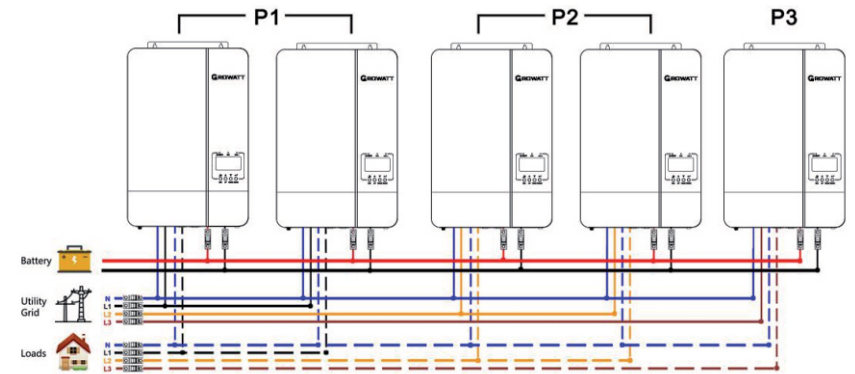 P1 P2 P3
GROWATT GROWATT GROWATT GROWATT GROWATT
Battery
Utility
Grid
N
L1
L2
L3
Loads
N
L1
L2
L3